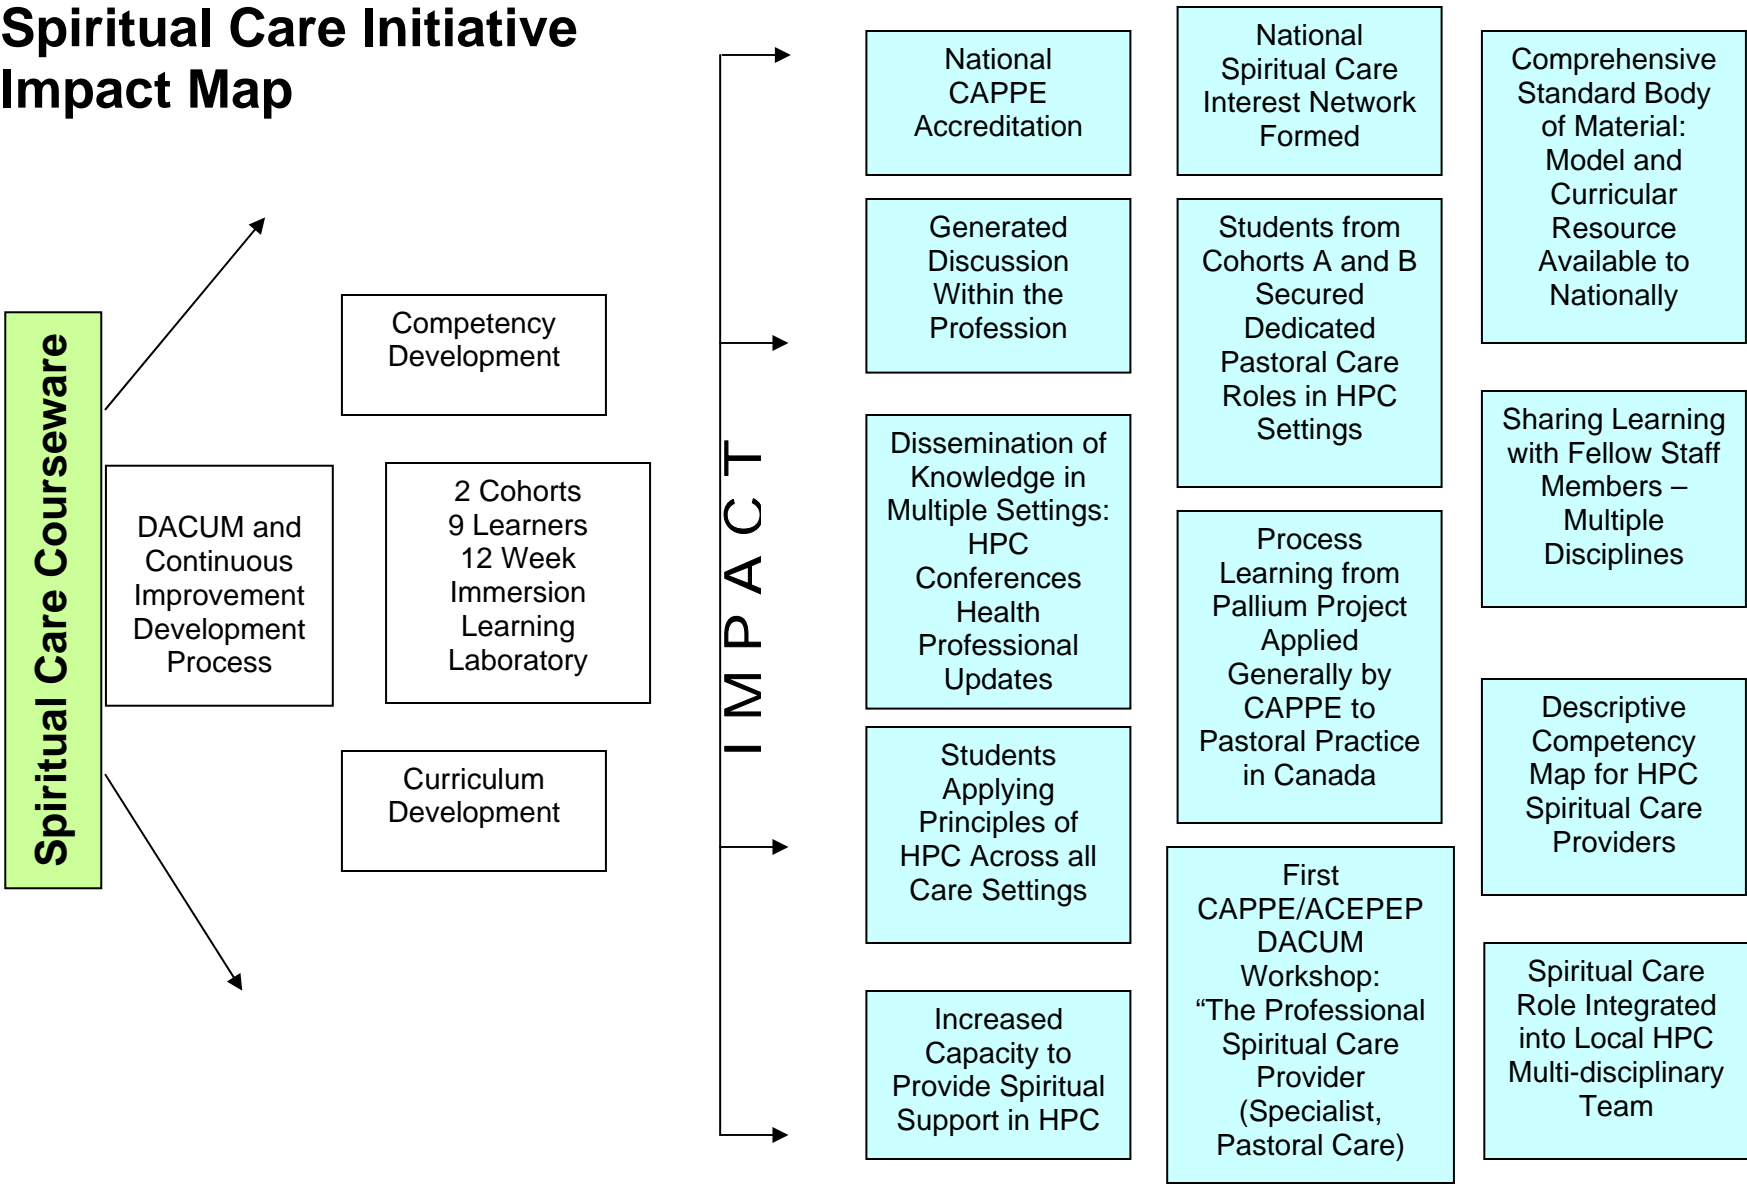 Spiritual Care Initiative
Impact Map
Spiritual Care Courseware
DACUM and
Continuous
Improvement
Development
Process
Competency
Development
2 Cohorts
9 Learners
12 Week
Immersion
Learning
Laboratory
Curriculum
Development
IMPACT
National
CAPPE
Accreditation
Generated
Discussion
Within the
Profession
Dissemination of
Knowledge in
Multiple Settings:
HPC
Conferences
Health
Professional
Updates
Students
Applying
Principles of
HPC Across all
Care Settings
Increased
Capacity to
Provide Spiritual
Support in HPC
National
Spiritual Care
Interest Network
Formed
Students from
Cohorts A and B
Secured
Dedicated
Pastoral Care
Roles in HPC
Settings
Process
Learning from
Pallium Project
Applied
Generally by
CAPPE to
Pastoral Practice
in Canada
First
CAPPE/ACEPEP
DACUM
Workshop:
“The Professional
Spiritual Care
Provider
(Specialist,
Pastoral Care)
Comprehensive
Standard Body
of Material:
Model and
Curricular
Resource
Available to
Nationally
Sharing Learning
with Fellow Staff
Members –
Multiple
Disciplines
Descriptive
Competency
Map for HPC
Spiritual Care
Providers
Spiritual Care
Role Integrated
into Local HPC
Multi-disciplinary
Team